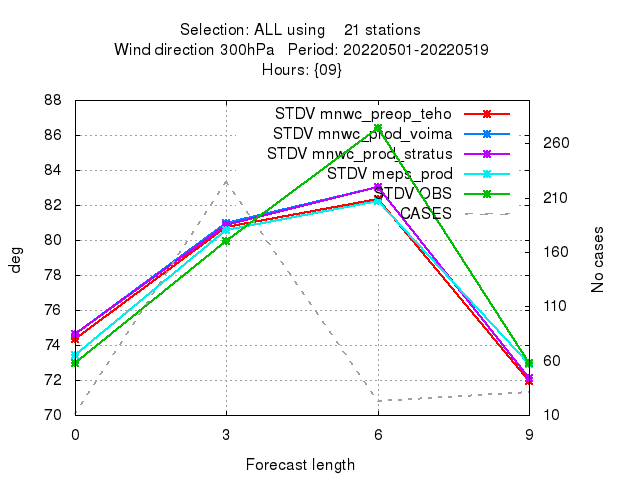 Selection: ALL using 21 stations
Wind direction 300hPa Period: 20220501-20220519
Hours: {09}
STDV mnwc_preop_teho
STDV mnwc_prod_voima
STDV mnwc_prod_stratus
STDV meps_prod
STDV OBS
CASES
88
86
84
82
80
78
76
74
72
70
deg
260
210
160
110
60
10
No cases
0 3 6 9
Forecast length